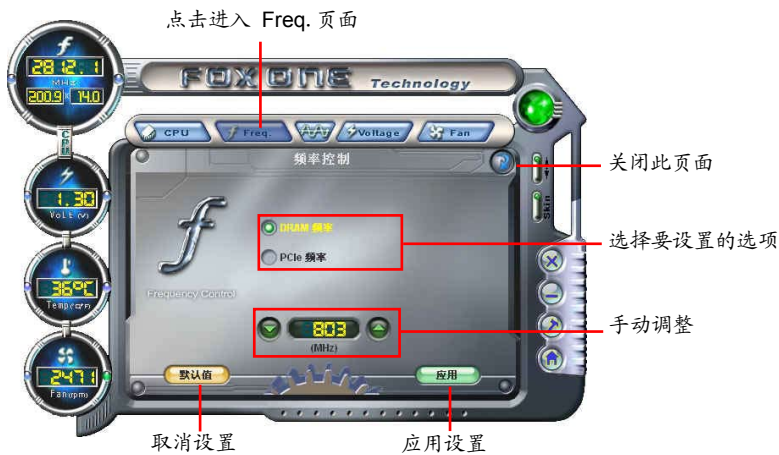 点击进入 Freq. 页面
f
2812.1
MHz
200.9 x 14.0
FOX ONE Technology
CPU
CPU
Freq.
Voltage
Fan
频率控制
关闭此页面
1.30
Volt.(v)
Skin
DRAM 频率
选择要设置的选项
PCIe 频率
f
Frequency Control
36°C
Temp(°C/°F)
803
手动调整
(MHz)
默认值
应用
2471
Fan(rpm)
取消设置
应用设置